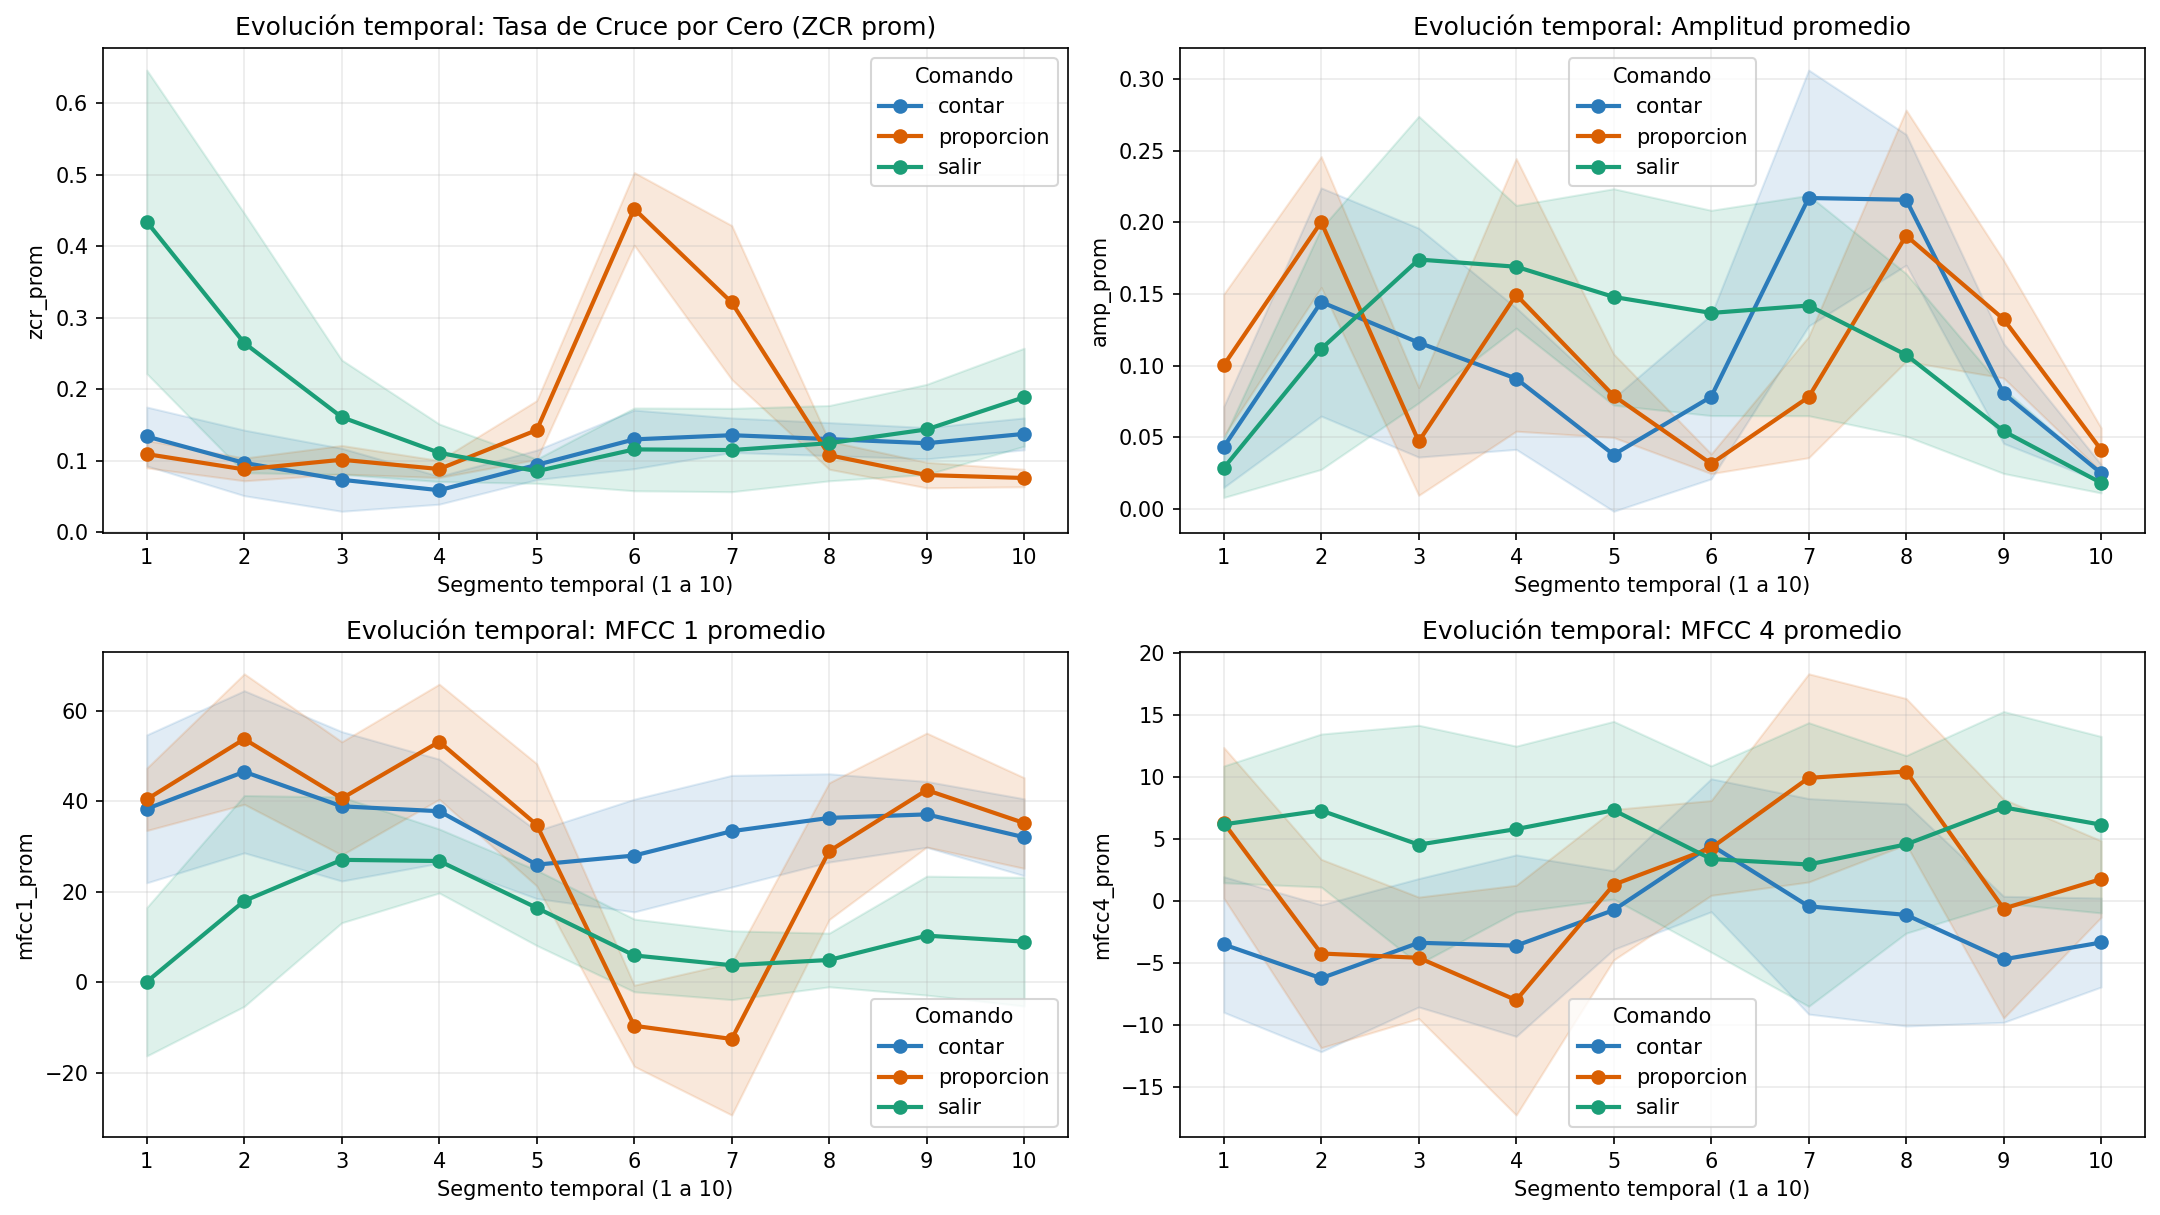 Evolución temporal: Tasa de Cruce por Cero (ZCR prom)
zcr_prom
0.6
0.5
0.4
0.3
0.2
0.1
0.0
Comando
contar
proporcion
salir
1 2 3 4 5 6 7 8 9 10
Segmento temporal (1 a 10)
Evolución temporal: Amplitud promedio
amp_prom
0.30
0.25
0.20
0.15
0.10
0.05
0.00
Comando
contar
proporcion
salir
1 2 3 4 5 6 7 8 9 10
Segmento temporal (1 a 10)
Evolución temporal: MFCC 1 promedio
mfcc1_prom
60
40
20
0
−20
Comando
contar
proporcion
salir
1 2 3 4 5 6 7 8 9 10
Segmento temporal (1 a 10)
Evolución temporal: MFCC 4 promedio
mfcc4_prom
20
15
10
5
0
−5
−10
−15
Comando
contar
proporcion
salir
1 2 3 4 5 6 7 8 9 10
Segmento temporal (1 a 10)